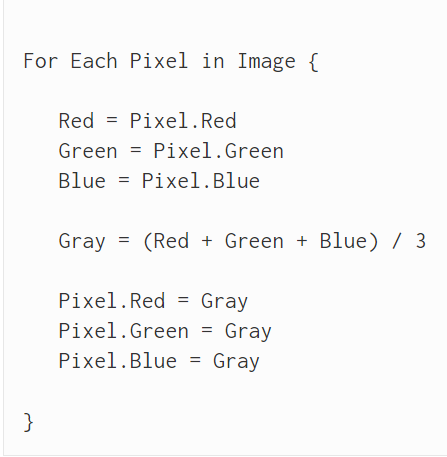 For Each Pixel in Image {
Red = Pixel.Red
Green = Pixel.Green
Blue = Pixel.Blue
Gray = (Red + Green + Blue) / 3
Pixel.Red = Gray
Pixel.Green = Gray
Pixel.Blue = Gray
}